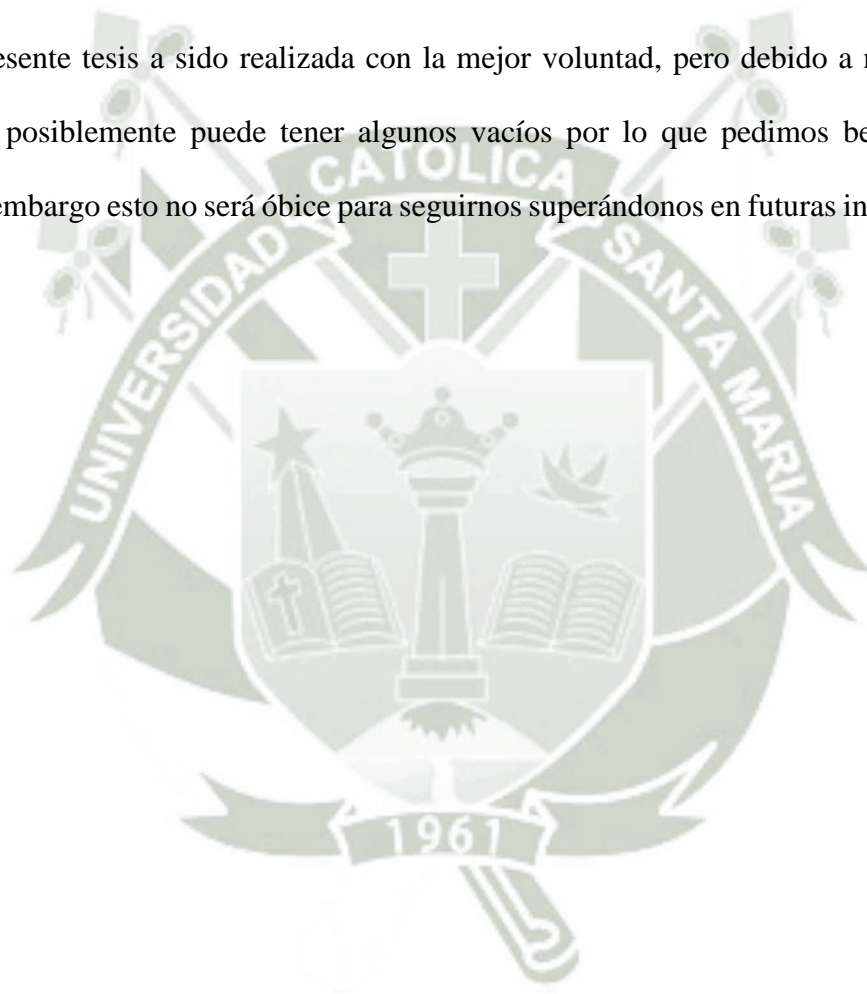 esente tesis a sido realizada con la mejor voluntad, pero debido a
posiblemente puede tener algunos vacíos por lo que pedimos be
embargo esto no será óbice para seguirnos superándonos en futuras in
UNIVERSIDAD CATOLICA SANTA MARIA
1961